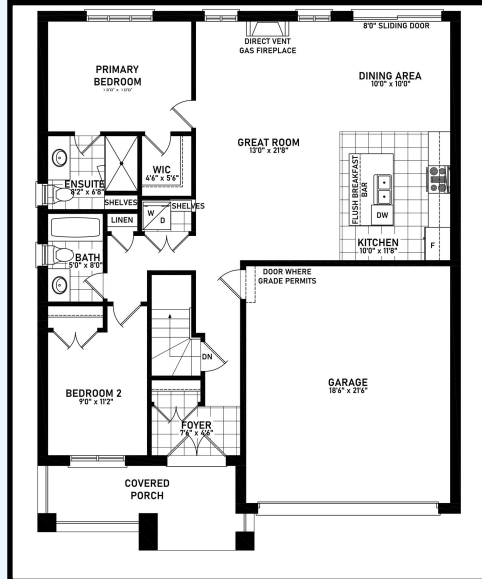 8'0" SLIDING DOOR
DIRECT VENT
GAS FIREPLACE
PRIMARY
BEDROOM
DINING AREA
10'0" x 10'0"
GREAT ROOM
13'0" x 21'8"
WIC
4'6" x 5'6"
ENSUITE
8'2" x 6'8"
FLUSH BREAKFAST
BAR
DW
SHELVES
SHELVES
W
D
LINEN
KITCHEN
10'0" x 11'8"
F
BATH
5'0" x 8'0"
DOOR WHERE
GRADE PERMITS
DN
BEDROOM 2
9'0" x 11'2"
GARAGE
18'6" x 21'6"
FOYER
7'6" x 4'6"
COVERED
PORCH